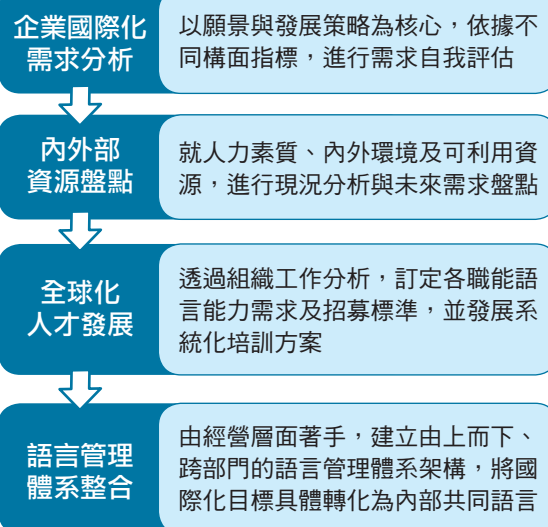 企業國際化
需求分析
以願景與發展策略為核心，依據不
同構面指標，進行需求自我評估
內外部
資源盤點
就人力素質、內外環境及可利用資
源，進行現況分析與未來需求盤點
全球化
人才發展
透過組織工作分析，訂定各職能語
言能力需求及招募標準，並發展系
統化培訓方案
語言管理
體系整合
由經營層面著手，建立由上而下、
跨部門的語言管理體系架構，將國
際化目標具體轉化為內部共同語言